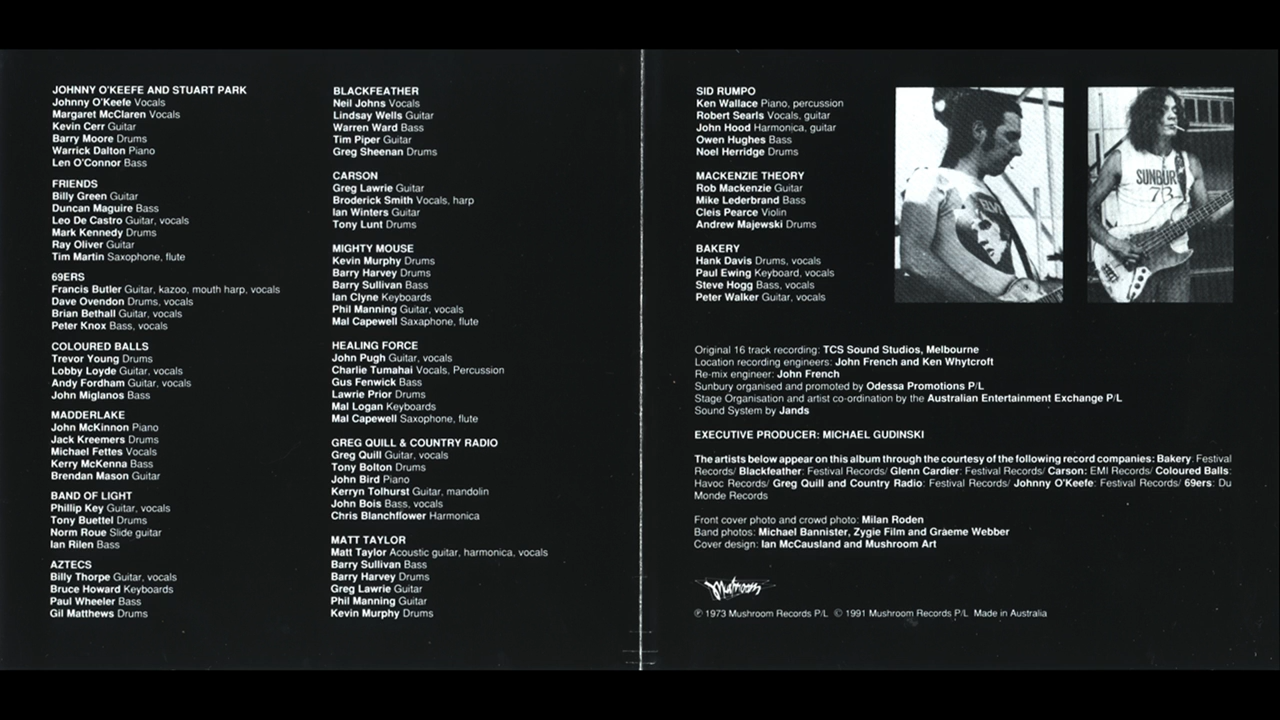 JOHNNY O'KEEFE AND STUART PARK
Johnny O'Keefe Vocals
Margaret McClaren Vocals
Kevin Cerr Guitar
Barry Moore Drums
Warrick Dalton Piano
Len O'Connor Bass
FRIENDS
Billy Green Guitar
Duncan Maguire Bass
Leo De Castro Guitar, vocals
Mark Kennedy Drums
Ray Oliver Guitar
Tim Martin Saxophone, flute
69ERS
Francis Butler Guitar, kazoo, mouth harp, vocals
Dave Ovendon Drums, vocals
Brian Bethall Guitar, vocals
Peter Knox Bass, vocals
COLOURED BALLS
Trevor Young Drums
Lobby Loyde Guitar, vocals
Andy Fordham Guitar, vocals
John Miglanos Bass
MADDERLAKE
John McKinnon Piano
Jack Kreemers Drums
Michael Fettes Vocals
Kerry McKenna Bass
Brendan Mason Guitar
BAND OF LIGHT
Phillip Key Guitar, vocals
Tony Buettel Drums
Norm Roue Slide guitar
Ian Rilen Bass
AZTECS
Billy Thorpe Guitar, vocals
Bruce Howard Keyboards
Paul Wheeler Bass
Gil Matthews Drums
BLACKFEATHER
Neil Johns Vocals
Lindsay Wells Guitar
Warren Ward Bass
Tim Piper Guitar
Greg Sheenan Drums
CARSON
Greg Lawrie Guitar
Broderick Smith Vocals, harp
Ian Winters Guitar
Tony Lunt Drums
MIGHTY MOUSE
Kevin Murphy Drums
Barry Harvey Drums
Barry Sullivan Bass
Ian Clyne Keyboards
Phil Manning Guitar, vocals
Mal Capewell Saxaphone, flute
HEALING FORCE
John Pugh Guitar, vocals
Charlie Tumahai Vocals, Percussion
Gus Fenwick Bass
Lawrie Prior Drums
Mal Logan Keyboards
Mal Capewell Saxophone, flute
GREG QUILL & COUNTRY RADIO
Greg Quill Guitar, vocals
Tony Bolton Drums
John Bird Piano
Kerryn Tolhurst Guitar, mandolin
John Bois Bass, vocals
Chris Blanchflower Harmonica
MATT TAYLOR
Matt Taylor Acoustic guitar, harmonica, vocals
Barry Sullivan Bass
Barry Harvey Drums
Greg Lawrie Guitar
Phil Manning Guitar
Kevin Murphy Drums
SID RUMPO
Ken Wallace Piano, percussion
Robert Searls Vocals, guitar
John Hood Harmonica, guitar
Owen Hughes Bass
Noel Herridge Drums
MACKENZIE THEORY
Rob Mackenzie Guitar
Mike Lederbrand Bass
Cleis Pearce Violin
Andrew Majewski Drums
BAKERY
Hank Davis Drums, vocals
Paul Ewing Keyboard, vocals
Steve Hogg Bass, vocals
Peter Walker Guitar, vocals
SUNBUR
73
Original 16 track recording: TCS Sound Studios, Melbourne
Location recording engineers: John French and Ken Whytcroft
Re-mix engineer: John French
Sunbury organised and promoted by Odessa Promotions P/L
Stage Organisation and artist co-ordination by the Australian Entertainment Exchange P/L
Sound System by Jands
EXECUTIVE PRODUCER: MICHAEL GUDINSKI
The artists below appear on this album through the courtesy of the following record companies: Bakery: Festival
Records/ Blackfeather: Festival Records/ Glenn Cardier: Festival Records/ Carson: EMI Records/ Coloured Balls:
Havoc Records/ Greg Quill and Country Radio: Festival Records/ Johnny O'Keefe: Festival Records/ 69ers: Du
Monde Records
Front cover photo and crowd photo: Milan Roden
Band photos: Michael Bannister, Zygie Film and Graeme Webber
Cover design: Ian McCausland and Mushroom Art
Mushroom
℗ 1973 Mushroom Records P/L © 1991 Mushroom Records P/L Made in Australia